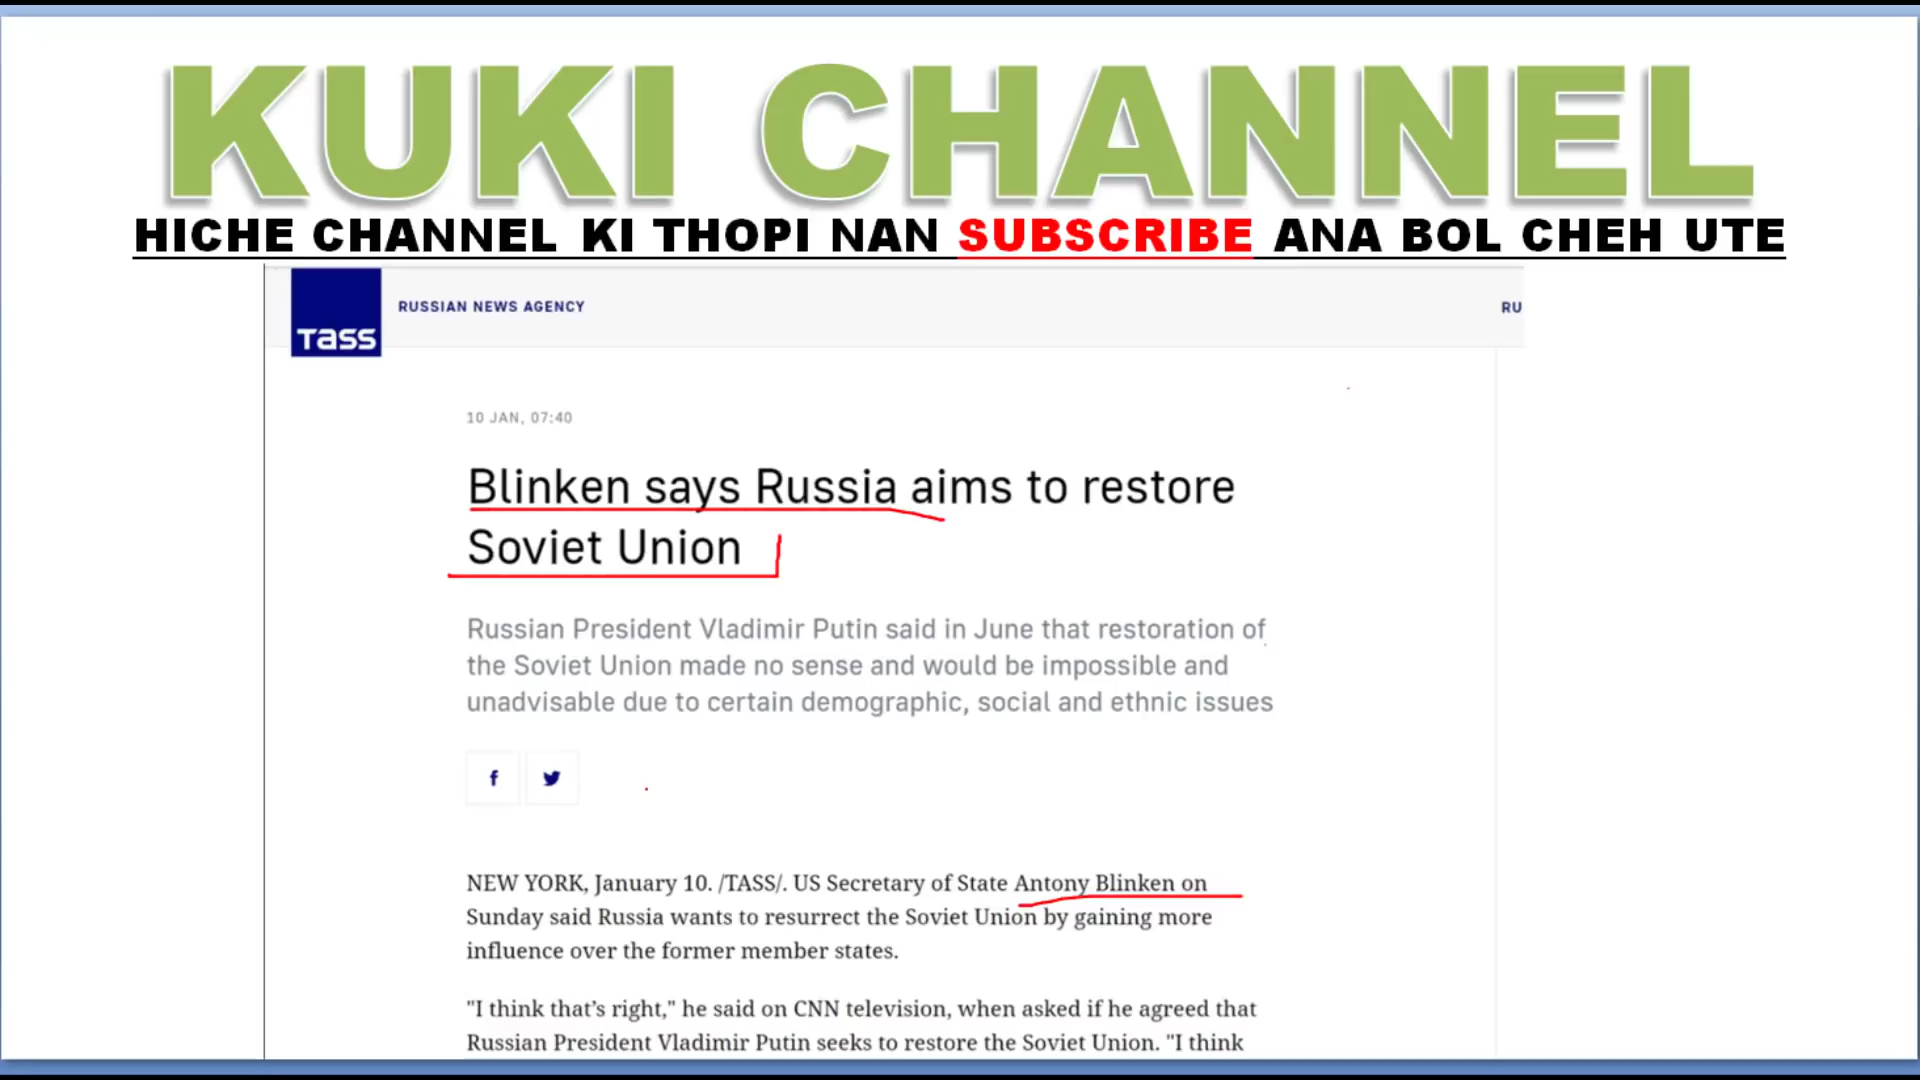 KUKI CHANNEL
HICHE CHANNEL KI THOPI NAN SUBSCRIBE ANA BOL CHEH UTE
Tass
RUSSIAN NEWS AGENCY
RU
10 JAN, 07:40
Blinken says Russia aims to restore
Soviet Union
Russian President Vladimir Putin said in June that restoration of
the Soviet Union made no sense and would be impossible and
unadvisable due to certain demographic, social and ethnic issues
f
NEW YORK, January 10. /TASS/. US Secretary of State Antony Blinken on
Sunday said Russia wants to resurrect the Soviet Union by gaining more
influence over the former member states.
"I think that’s right," he said on CNN television, when asked if he agreed that
Russian President Vladimir Putin seeks to restore the Soviet Union. "I think